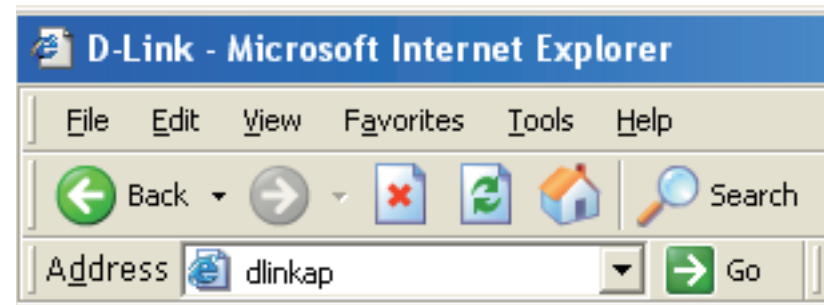 D-Link - Microsoft Internet Explorer
File Edit View Favorites Tools Help
Back Search
Address dlinkap Go